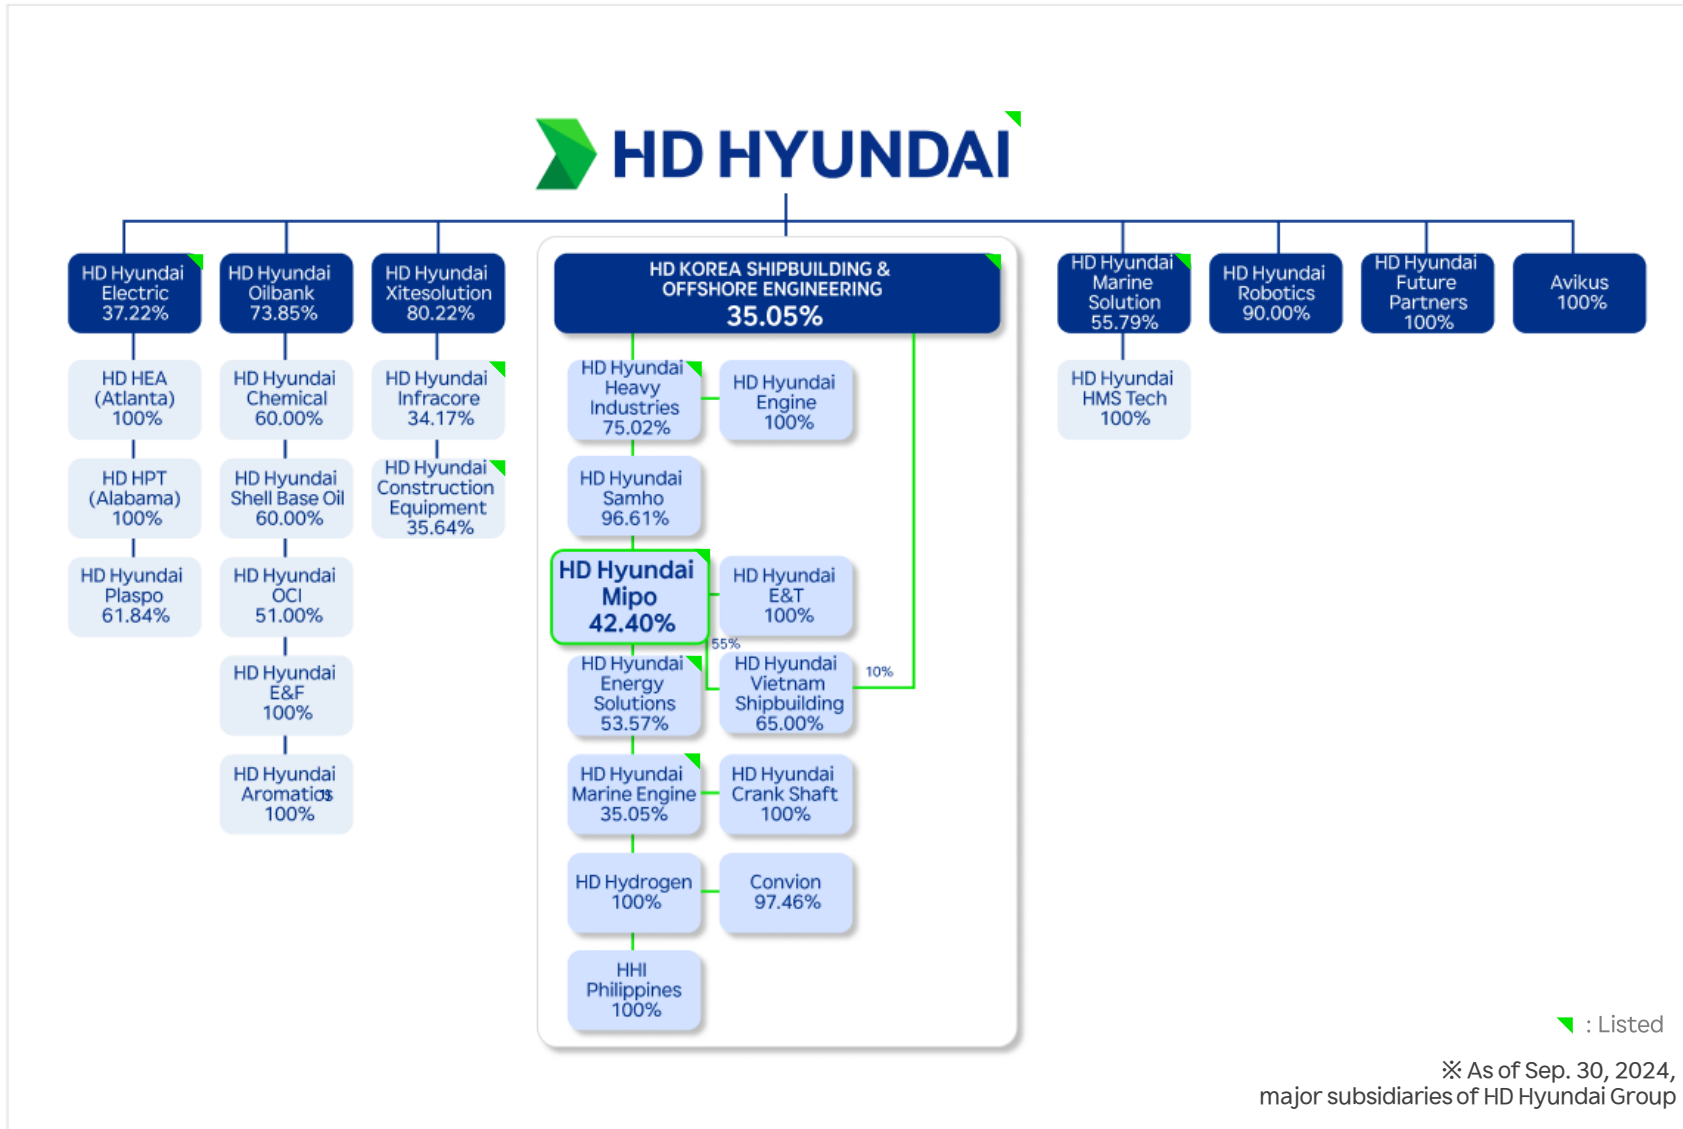 HD HYUNDAI
HD Hyundai
Electric
37.22%
HD Hyundai
Oilbank
73.85%
HD Hyundai
Xitesolution
80.22%
HD KOREA SHIPBUILDING &
OFFSHORE ENGINEERING
35.05%
HD Hyundai
Marine
Solution
55.79%
HD Hyundai
Robotics
90.00%
HD Hyundai
Future
Partners
100%
Avikus
100%
HD HEA
(Atlanta)
100%
HD HPT
(Alabama)
100%
HD Hyundai
Plaspo
61.84%
HD Hyundai
Chemical
60.00%
HD Hyundai
Shell Base Oil
60.00%
HD Hyundai
OCI
51.00%
HD Hyundai
E&F
100%
HD Hyundai
Aromatics
100%
HD Hyundai
Infracore
34.17%
HD Hyundai
Construction
Equipment
35.64%
HD Hyundai
Heavy
Industries
75.02%
HD Hyundai
Engine
100%
HD Hyundai
Samho
96.61%
HD Hyundai
Mipo
42.40%
HD Hyundai
E&T
100%
55%
HD Hyundai
Energy
Solutions
53.57%
HD Hyundai
Vietnam
Shipbuilding
65.00%
10%
HD Hyundai
Marine Engine
35.05%
HD Hyundai
Crank Shaft
100%
HD Hydrogen
100%
Convion
97.46%
HHI
Philippines
100%
HD Hyundai
HMS Tech
100%
: Listed
※ As of Sep. 30, 2024,
major subsidiaries of HD Hyundai Group